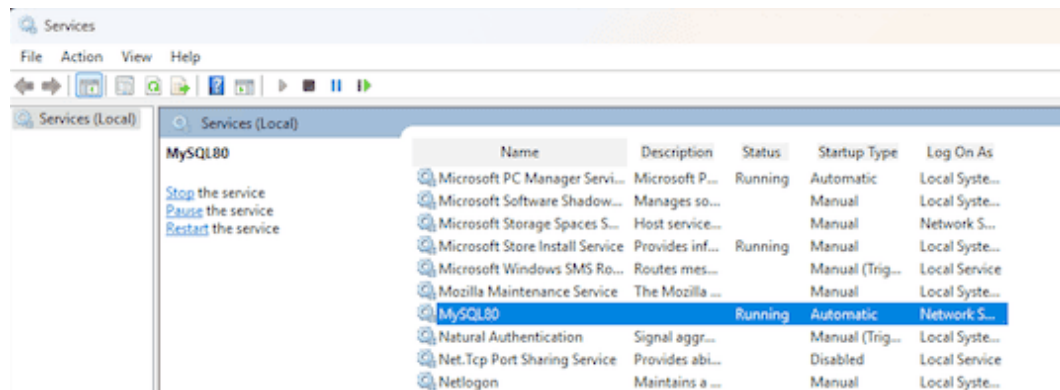 Services
File Action View Help
Services (Local)
Services (Local)
MySQL80
Stop the service
Pause the service
Restart the service
Name Description Status Startup Type Log On As
Microsoft PC Manager Servi... Microsoft P... Running Automatic Local Syste...
Microsoft Software Shadow... Manages so... Manual Local Syste...
Microsoft Storage Spaces S... Host service... Manual Network S...
Microsoft Store Install Service Provides inf... Running Manual Local Syste...
Microsoft Windows SMS Ro... Routes mes... Manual (Trig... Local Service
Mozilla Maintenance Service The Mozilla ... Manual Local Syste...
MySQL80 Running Automatic Network S...
Natural Authentication Signal aggr... Manual (Trig... Local Syste...
Net.Tcp Port Sharing Service Provides abi... Disabled Local Service
Netlogon Maintains a ... Manual Local Syste...